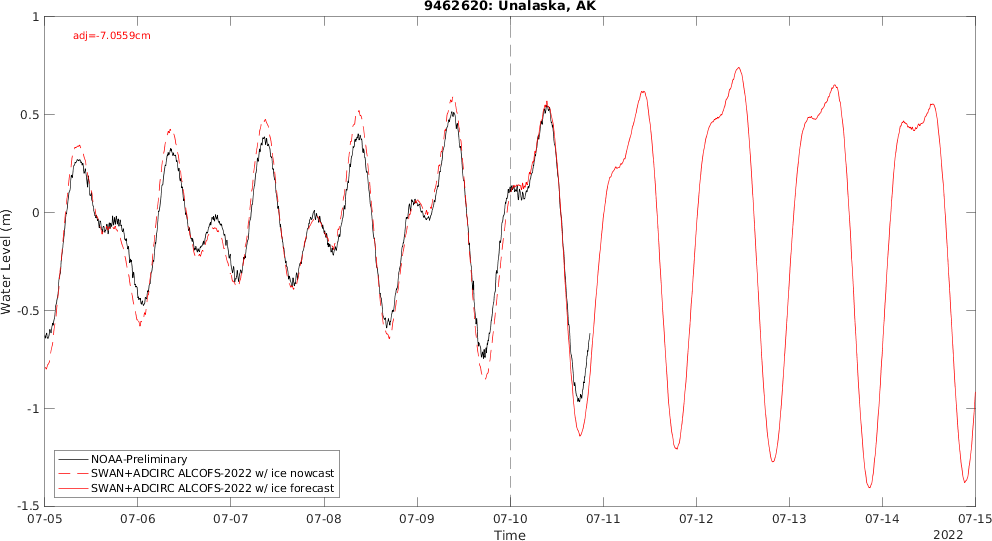 9462620: Unalaska, AK
adj=-7.0559cm
1
0.5
0
-0.5
-1
-1.5
Water Level (m)
NOAA-Preliminary
SWAN+ADCIRC ALCOFS-2022 w/ ice nowcast
SWAN+ADCIRC ALCOFS-2022 w/ ice forecast
07-05 07-06 07-07 07-08 07-09 07-10 07-11 07-12 07-13 07-14 07-15
Time
2022